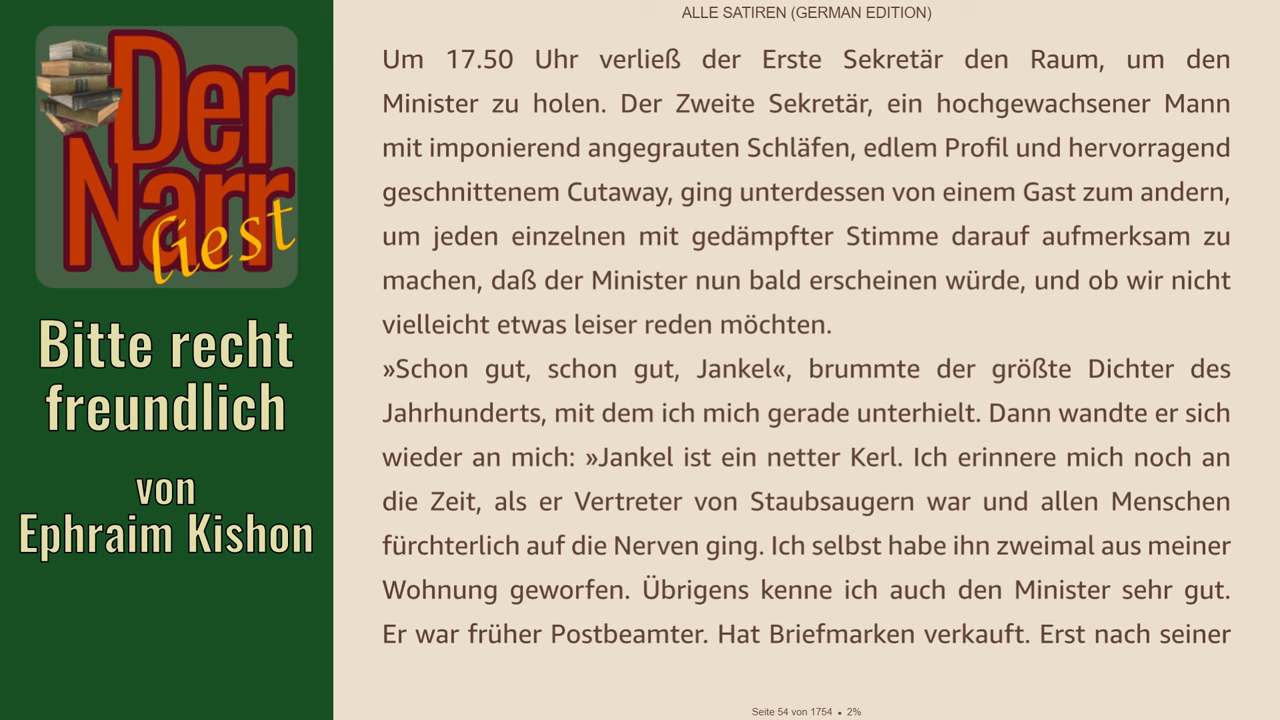 Der
Narr
liest
Bitte recht
freundlich
von
Ephraim Kishon
ALLE SATIREN (GERMAN EDITION)
Um 17.50 Uhr verließ der Erste Sekretär den Raum, um den
Minister zu holen. Der Zweite Sekretär, ein hochgewachsener Mann
mit imponierend angegrauten Schläfen, edlem Profil und hervorragend
geschnittenem Cutaway, ging unterdessen von einem Gast zum andern,
um jeden einzelnen mit gedämpfter Stimme darauf aufmerksam zu
machen, daß der Minister nun bald erscheinen würde, und ob wir nicht
vielleicht etwas leiser reden möchten.
»Schon gut, schon gut, Jankel«, brummte der größte Dichter des
Jahrhunderts, mit dem ich mich gerade unterhielt. Dann wandte er sich
wieder an mich: »Jankel ist ein netter Kerl. Ich erinnere mich noch an
die Zeit, als er Vertreter von Staubsaugern war und allen Menschen
fürchterlich auf die Nerven ging. Ich selbst habe ihn zweimal aus meiner
Wohnung geworfen. Übrigens kenne ich auch den Minister sehr gut.
Er war früher Postbeamter. Hat Briefmarken verkauft. Erst nach seiner
Seite 54 von 1754 • 2%